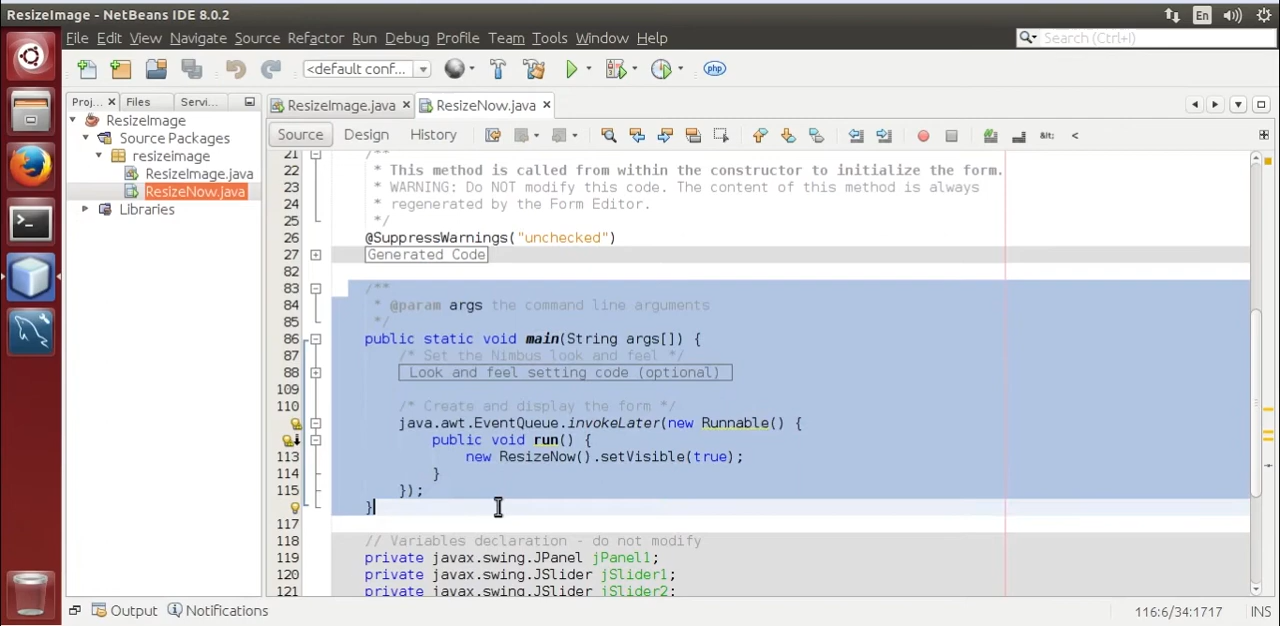 ResizeImage - NetBeans IDE 8.0.2
En
File Edit View Navigate Source Refactor Run Debug Profile Team Tools Window Help
Search (Ctrl+I)
<default conf...
php
Proj... Files Servi...
ResizeImage
Source Packages
resizeimage
ResizeImage.java
ResizeNow.java
Libraries
ResizeImage.java ResizeNow.java
Source Design History
21 /**
22 * This method is called from within the constructor to initialize the form.
23 * WARNING: Do NOT modify this code. The content of this method is always
24 * regenerated by the Form Editor.
25 */
26 @SuppressWarnings("unchecked")
27 Generated Code
82
83 /**
84 * @param args the command line arguments
85 */
86 public static void main(String args[]) {
87 /* Set the Nimbus look and feel */
88 Look and feel setting code (optional)
109
110 /* Create and display the form */
java.awt.EventQueue.invokeLater(new Runnable() {
public void run() {
113 new ResizeNow().setVisible(true);
114 }
115 });
}
117
118 // Variables declaration - do not modify
119 private javax.swing.JPanel jPanel1;
120 private javax.swing.JSlider jSlider1;
121 private javax.swing.JSlider jSlider2;
Output Notifications
116:6/34:1717 INS